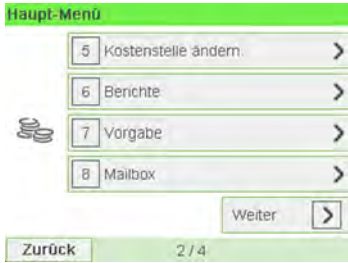 Haupt-Menü
5 Kostenstelle ändern
6 Berichte
7 Vorgabe
8 Mailbox
Weiter
Zurück 2/4